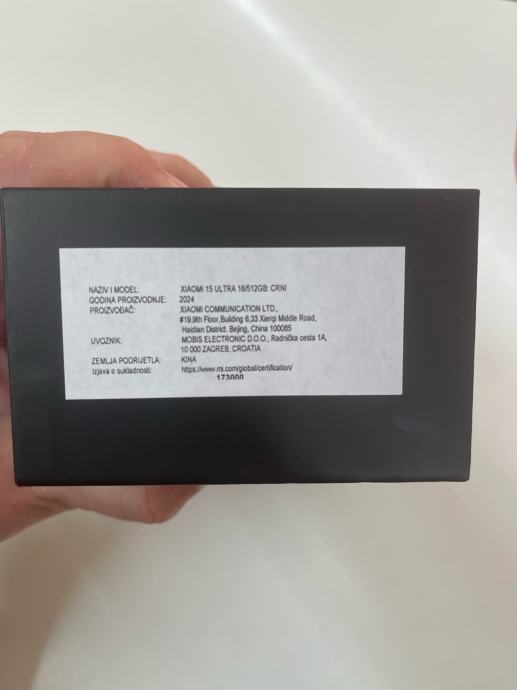 NAZIV I MODEL: XIAOMI 15 ULTRA 16/512GB: CRNI
GODINA PROIZVODNJE: 2024
PROIZVOĐAČ: XIAOMI COMMUNICATION LTD.,
#19,9th Floor,Building 6,33 Xierqi Middle Road,
Haidian District. Bejing, China 100085
UVOZNIK: MOBIS ELECTRONIC D.O.O., Radnička cesta 1A,
10 000 ZAGREB, CROATIA
ZEMLJA PODRIJETLA: KINA
Izjava o sukladnosti: https://www.mi.com/global/certification/
173000